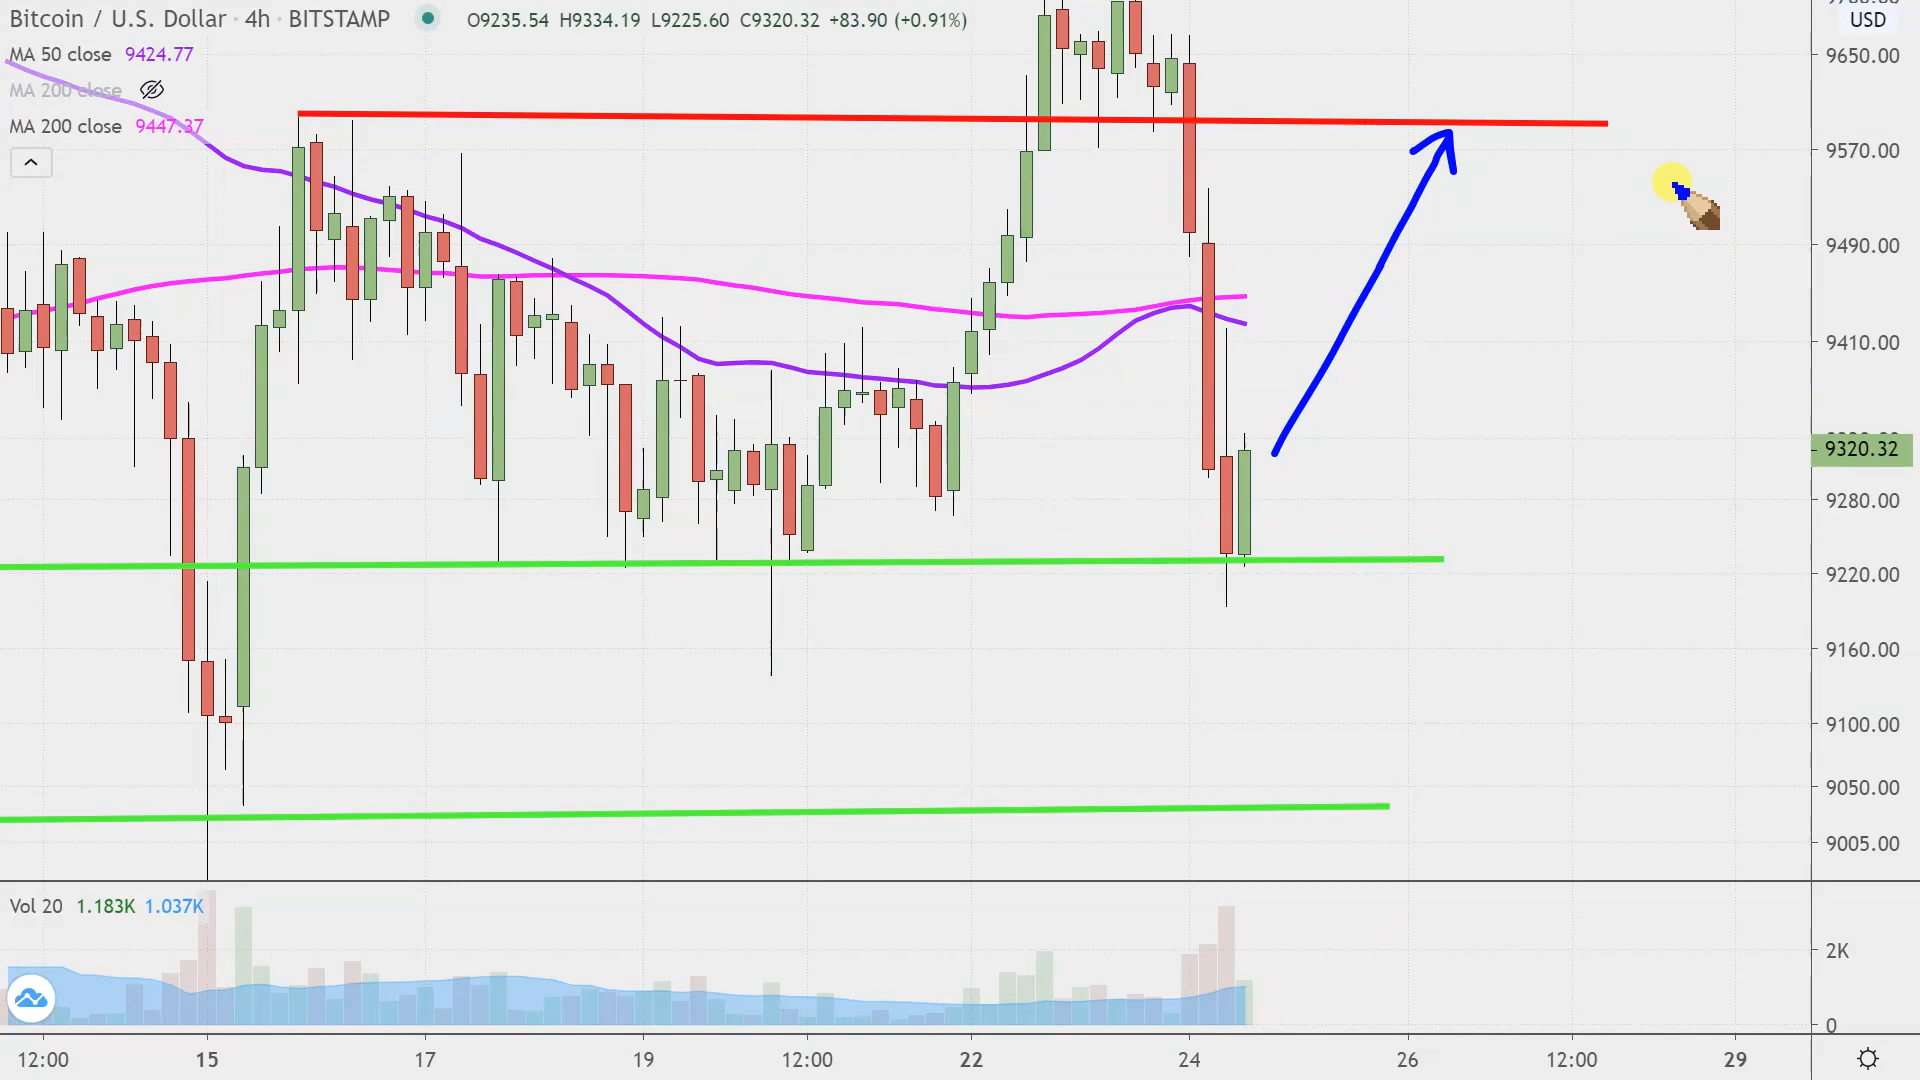 Bitcoin / U.S. Dollar · 4h · BITSTAMP O9235.54 H9334.19 L9225.60 C9320.32 +83.90 (+0.91%)
USD
MA 50 close 9424.77
MA 200 close
MA 200 close 9447.37
9650.00
9570.00
9490.00
9410.00
9320.32
9280.00
9220.00
9160.00
9100.00
9050.00
9005.00
Vol 20 1.183K 1.037K
2K
0
12:00 15 17 19 12:00 22 24 26 12:00 29